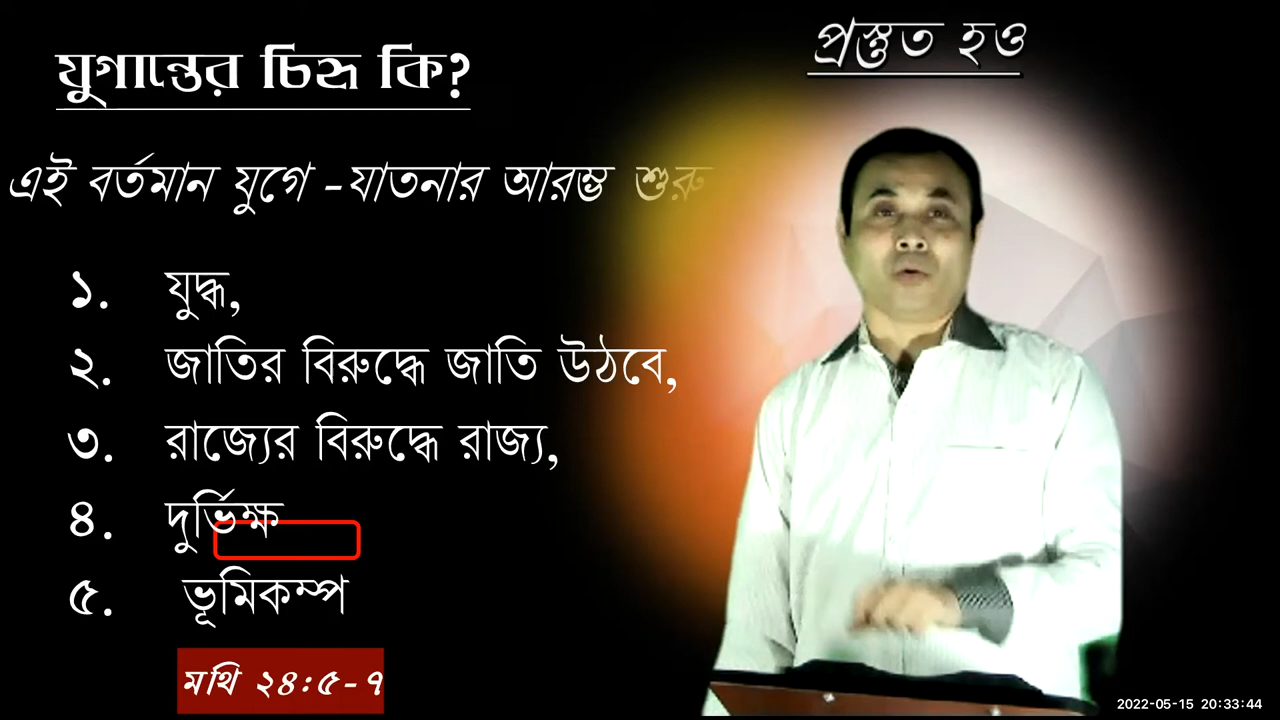 প্রস্তুত হও
যুগান্তের চিহ্ন কি?
এই বর্তমান যুগে -যাতনার আরম্ভ শুরু
১. যুদ্ধ,
২. জাতির বিরুদ্ধে জাতি উঠবে,
৩. রাজ্যের বিরুদ্ধে রাজ্য,
৪. দুর্ভিক্ষ
৫. ভূমিকম্প
মথি ২৪:৫-৭
2022-05-15 20:33:44